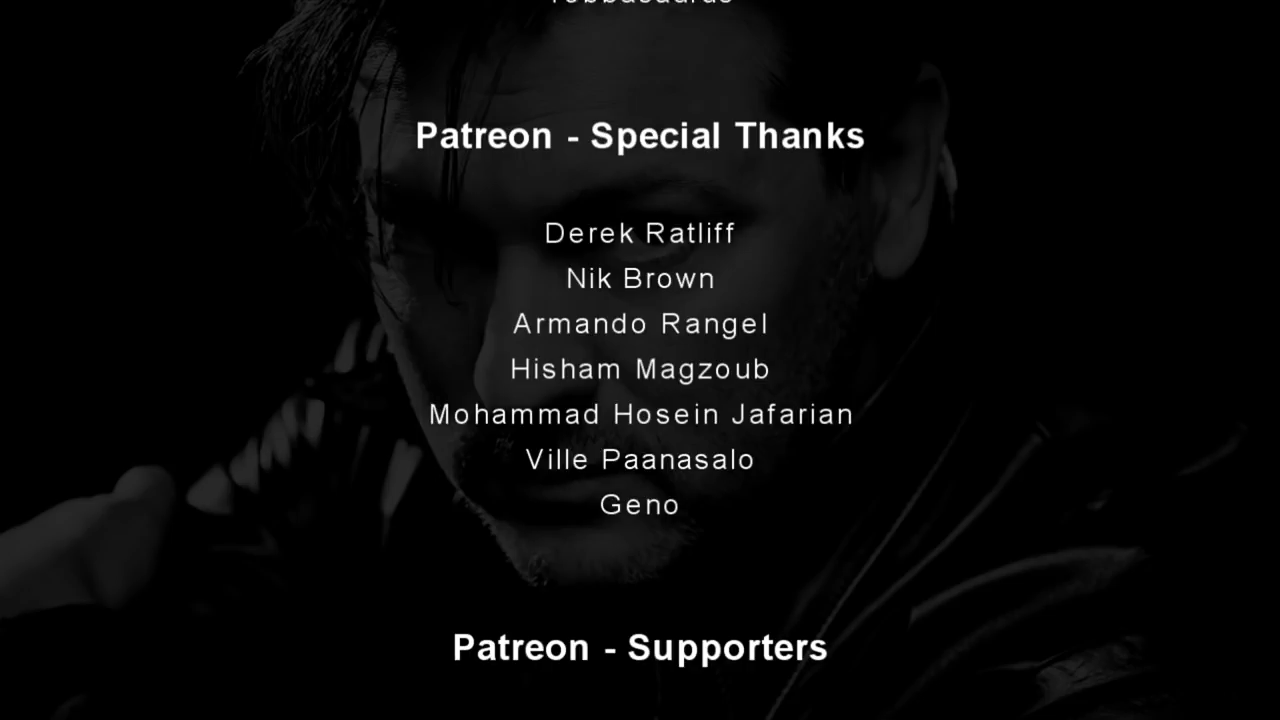 Patreon - Special Thanks
Derek Ratliff
Nik Brown
Armando Rangel
Hisham Magzoub
Mohammad Hosein Jafarian
Ville Paanasalo
Geno
Patreon - Supporters